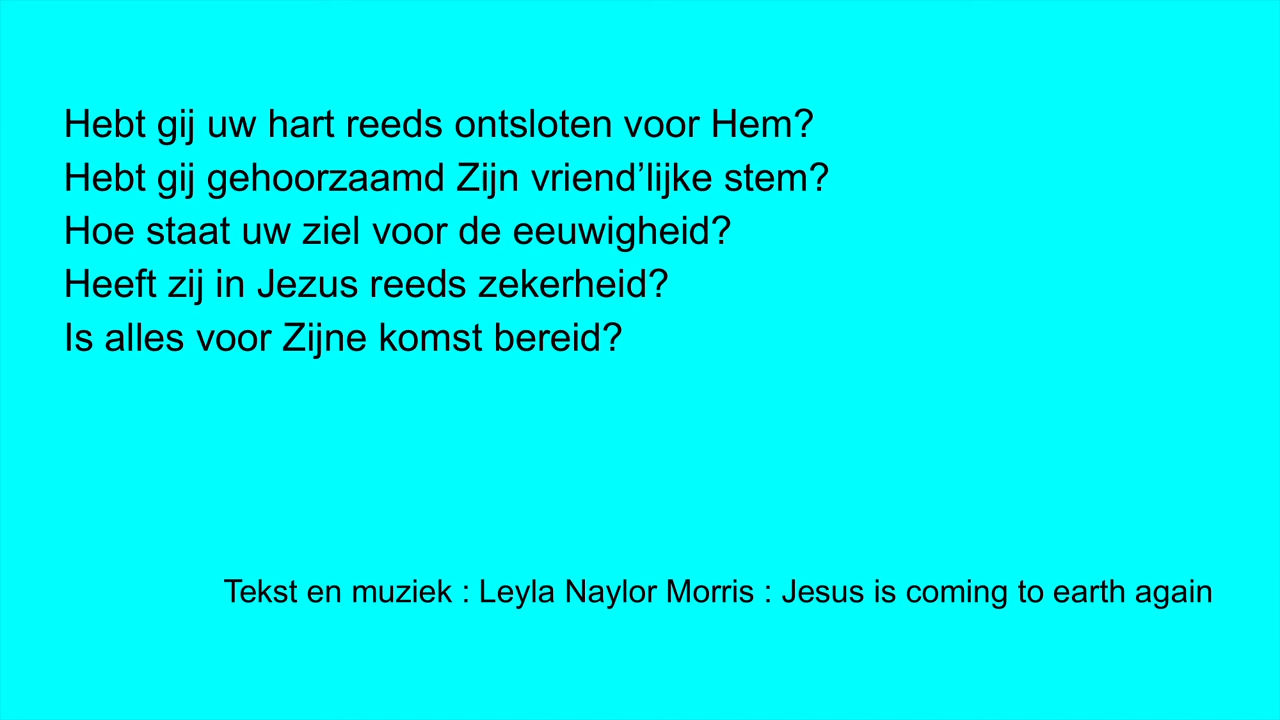 Hebt gij uw hart reeds ontsloten voor Hem?
Hebt gij gehoorzaamd Zijn vriend’lijke stem?
Hoe staat uw ziel voor de eeuwigheid?
Heeft zij in Jezus reeds zekerheid?
Is alles voor Zijne komst bereid?
Tekst en muziek : Leyla Naylor Morris : Jesus is coming to earth again